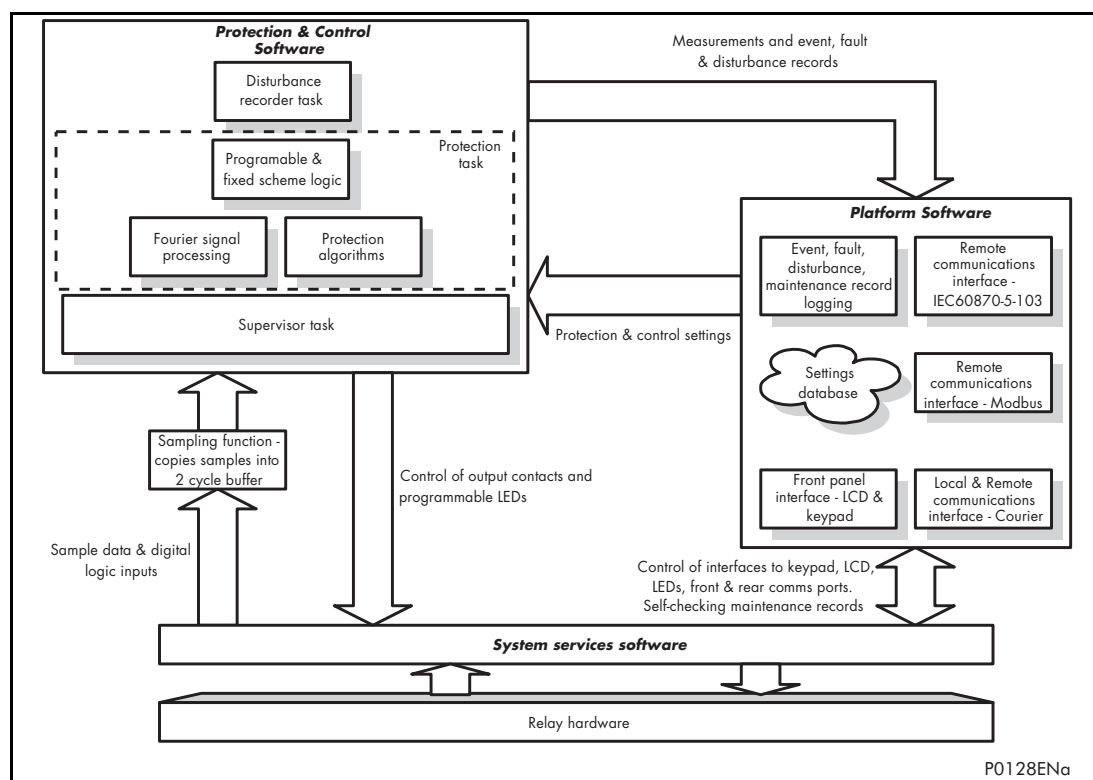 Protection & Control
Software
Disturbance
recorder task
Protection
task
Programable &
fixed scheme logic
Fourier signal
processing
Protection
algorithms
Supervisor task
Measurements and event, fault
& disturbance records
Platform Software
Event, fault,
disturbance,
maintenance record
logging
Remote
communications
interface -
IEC60870-5-103
Protection & control settings
Settings
database
Remote
communications
interface - Modbus
Sampling function -
copies samples into
2 cycle buffer
Control of output contacts and
programmable LEDs
Front panel
interface - LCD &
keypad
Local & Remote
communications
interface - Courier
Sample data & digital
logic inputs
Control of interfaces to keypad, LCD,
LEDs, front & rear comms ports.
Self-checking maintenance records
System services software
Relay hardware
P0128ENa